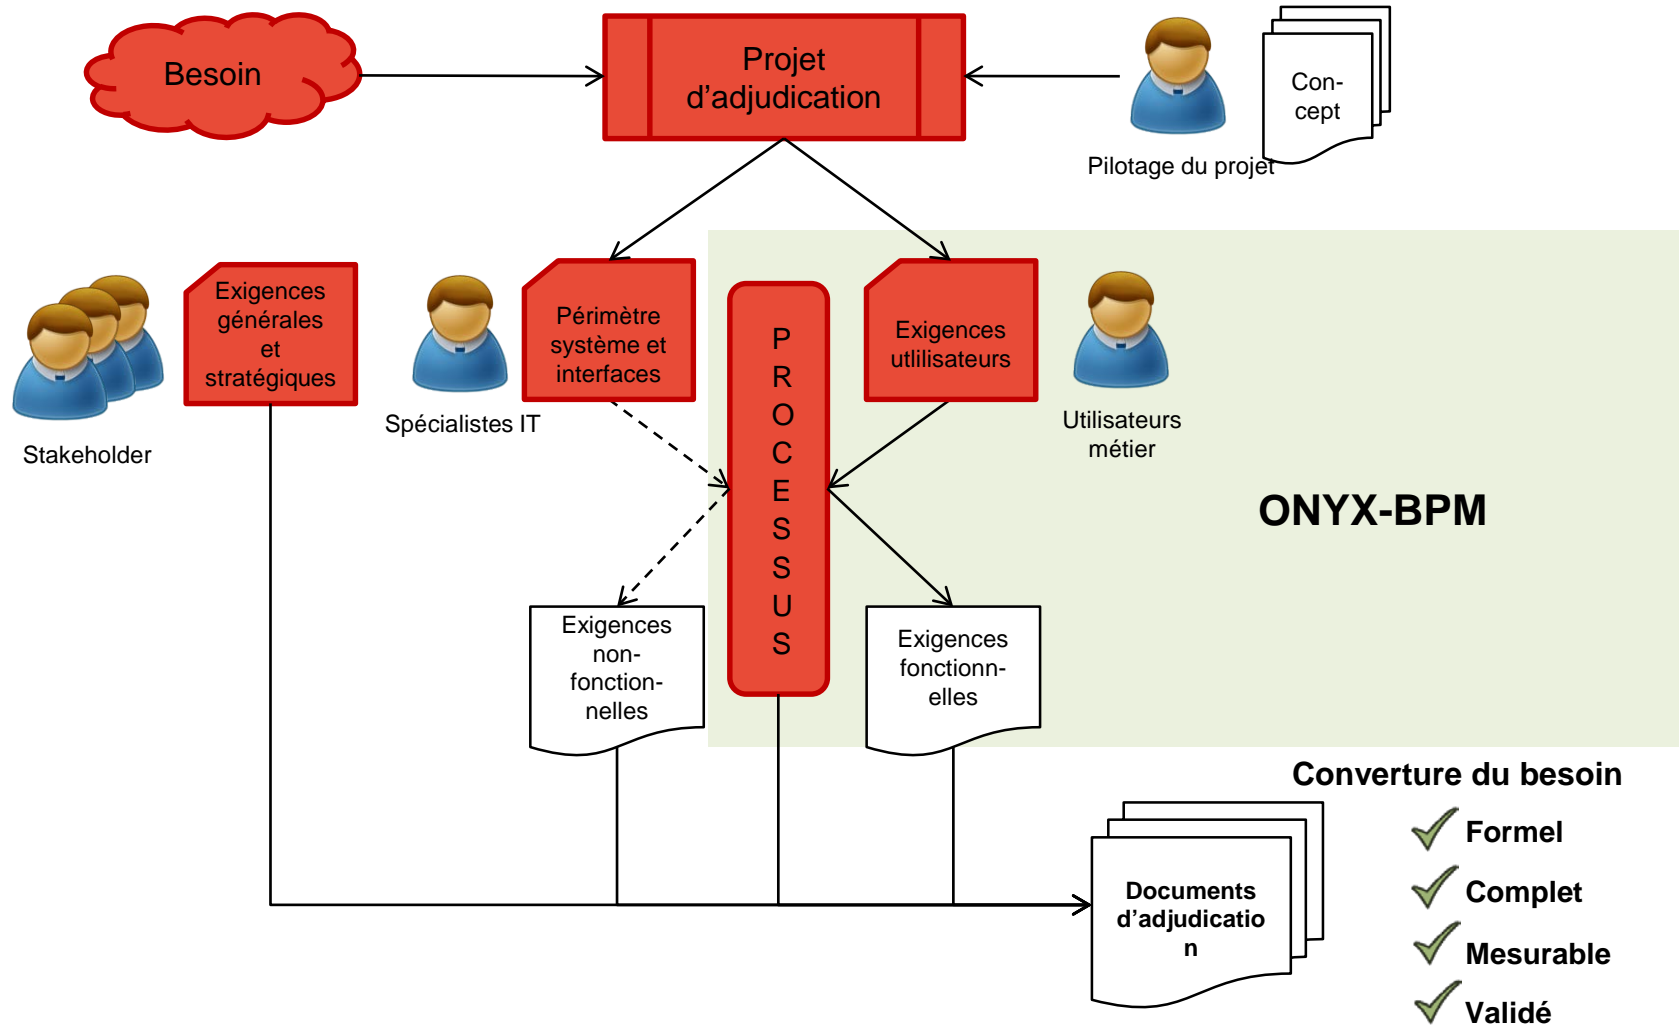 Besoin
Projet
d’adjudication
Con-
cept
Pilotage du projet
Exigences
générales
et
stratégiques
Stakeholder
Périmètre
système et
interfaces
Spécialistes IT
P
R
O
C
E
S
S
U
S
Exigences
utlilisateurs
Utilisateurs
métier
ONYX-BPM
Exigences
non-
fonction-
nelles
Exigences
fonctionn-
elles
Converture du besoin
Formel
Complet
Mesurable
Validé
Documents
d’adjudicatio
n